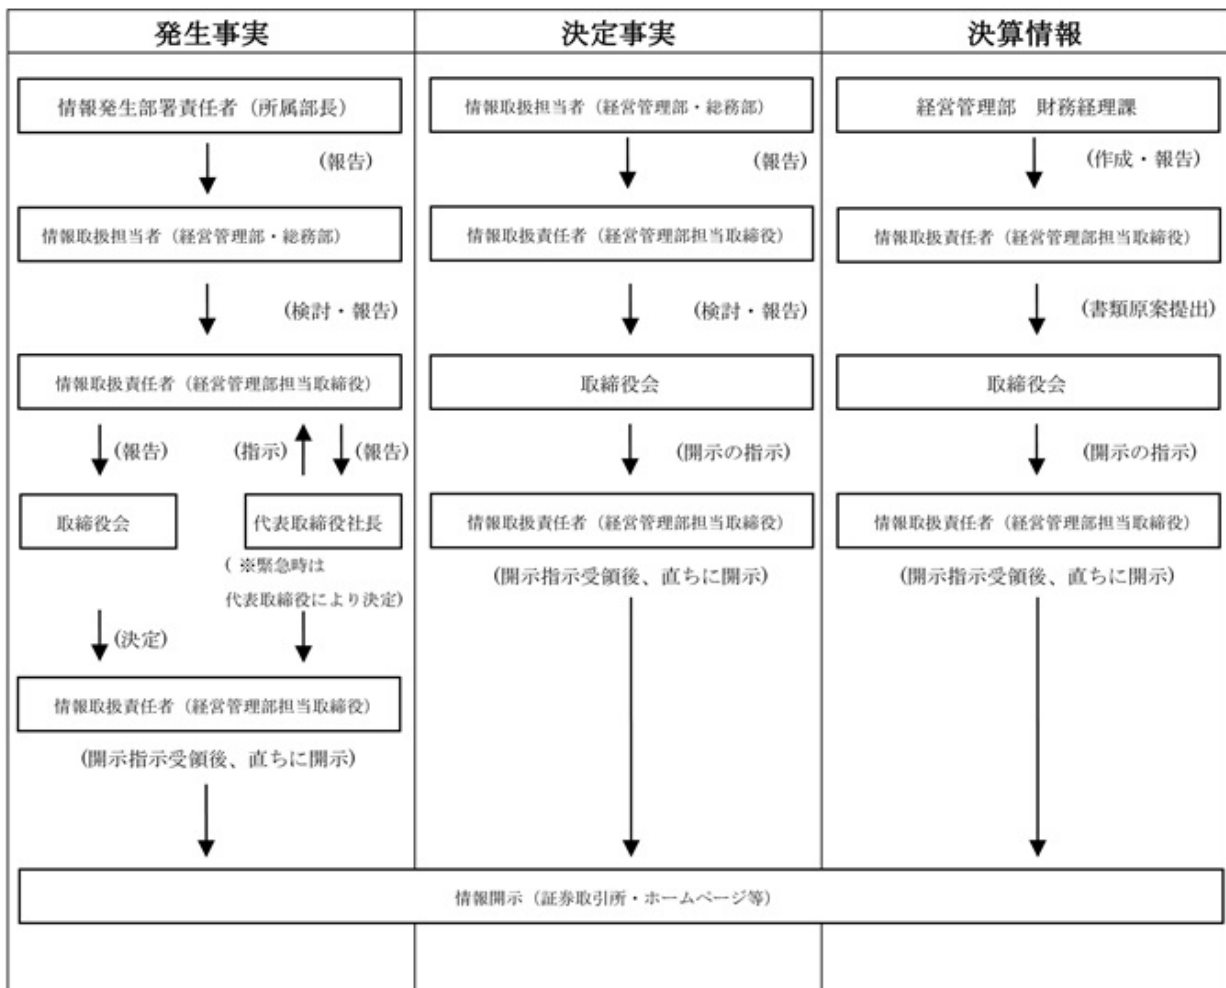 発生事実
情報発生部署責任者（所属部長）
(報告)
情報取扱担当者（経営管理部・総務部）
(検討・報告)
情報取扱責任者（経営管理部担当取締役）
(報告)
(指示)
(報告)
取締役会
代表取締役社長
( ※緊急時は
代表取締役により決定)
(決定)
情報取扱責任者（経営管理部担当取締役）
(開示指示受領後、直ちに開示)
決定事実
情報取扱担当者（経営管理部・総務部）
(報告)
情報取扱責任者（経営管理部担当取締役）
(検討・報告)
取締役会
(開示の指示)
情報取扱責任者（経営管理部担当取締役）
(開示指示受領後、直ちに開示)
決算情報
経営管理部　財務経理課
(作成・報告)
情報取扱責任者（経営管理部担当取締役）
(書類原案提出)
取締役会
(開示の指示)
情報取扱責任者（経営管理部担当取締役）
(開示指示受領後、直ちに開示)
情報開示（証券取引所・ホームページ等）